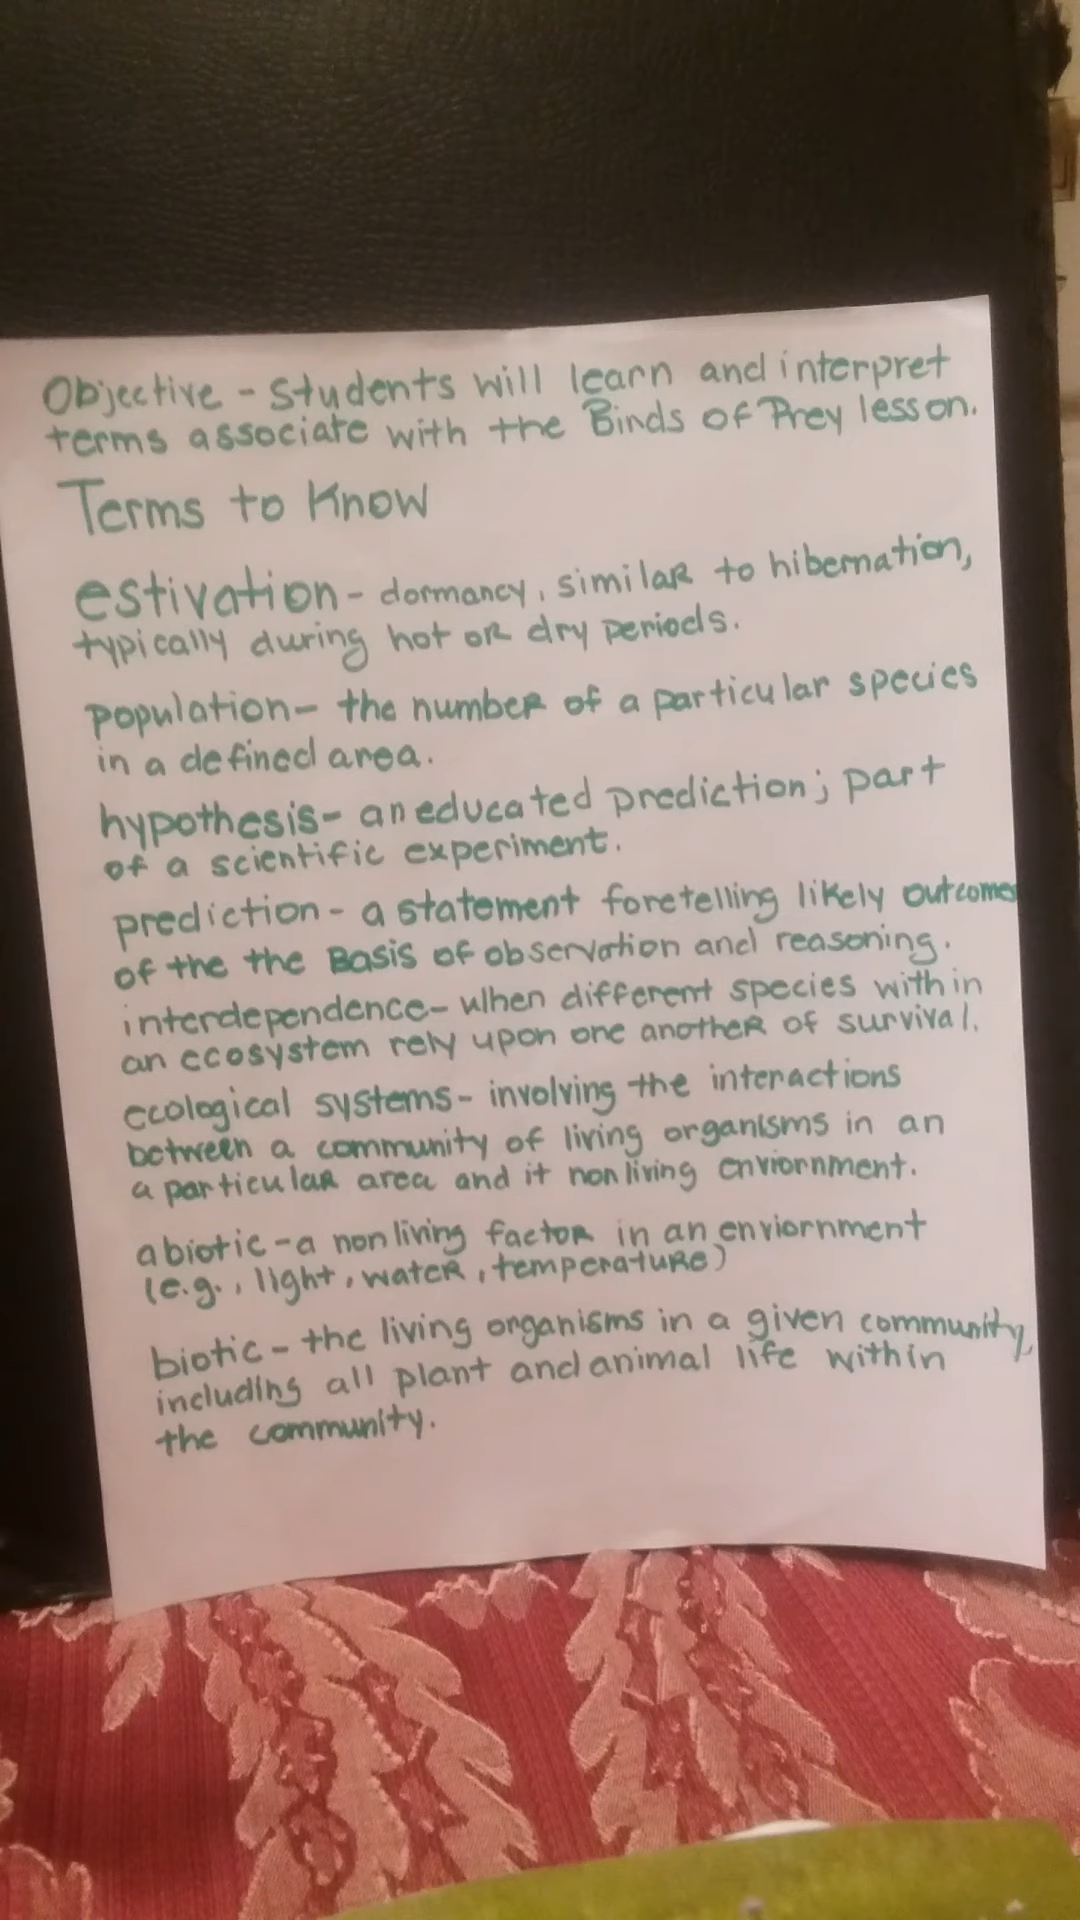 Objective - Students will learn and interpret
terms associate with the Binds of Prey lesson.
Terms to Know
estivation - dormancy, similar to hibernation,
typically during hot or dry periods.
population - the number of a particular species
in a defined area.
hypothesis - an educated prediction; part
of a scientific experiment.
prediction - a statement foretelling likely outcomes
of the the Basis of observation and reasoning.
interdependence - When different species within
an ecosystem rely upon one another of survival.
ecological systems - involving the interactions
between a community of living organisms in an
a particular area and it nonliving enviornment.
abiotic - a nonliving factor in an enviornment
(e.g., light, water, temperature)
biotic - the living organisms in a given community,
including all plant and animal life within
the community.